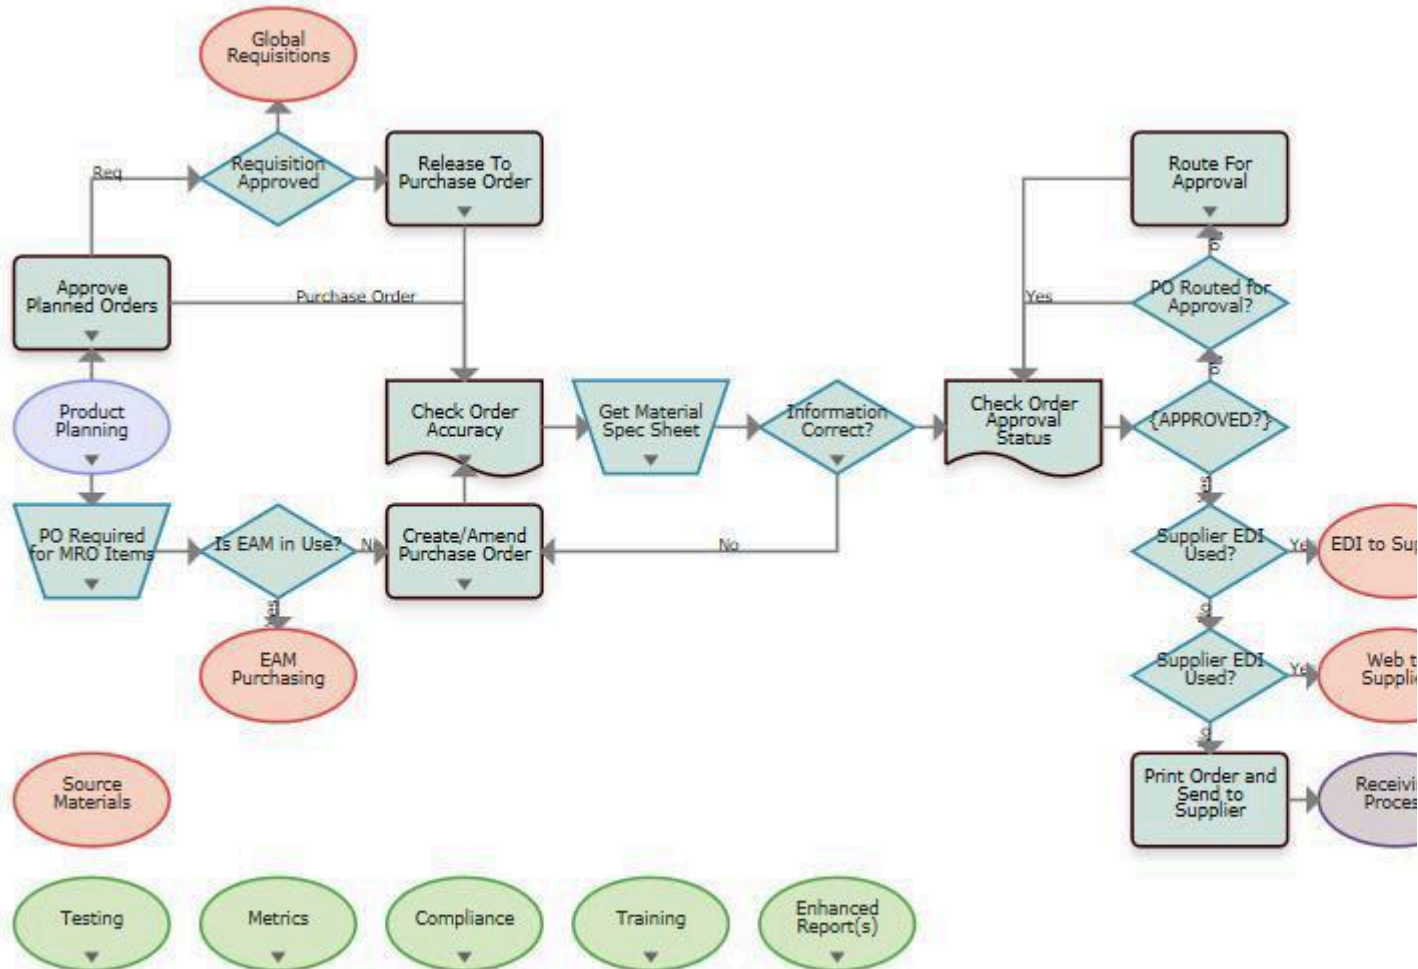 Global
Requisitions
Req
Requisition
Approved
Release To
Purchase Order
Route For
Approval
Approve
Planned Orders
Purchase Order
Yes
PO Routed for
Approval?
Product
Planning
Check Order
Accuracy
Get Material
Spec Sheet
Information
Correct?
Check Order
Approval
Status
{APPROVED?}
PO Required
for MRO Items
Is EAM in Use?
Create/Amend
Purchase Order
No
Supplier EDI
Used?
EDI to
EAM
Purchasing
Supplier EDI
Used?
Web
Source
Materials
Print Order and
Send to
Supplier
Testing
Metrics
Compliance
Training
Enhanced
Report(s)